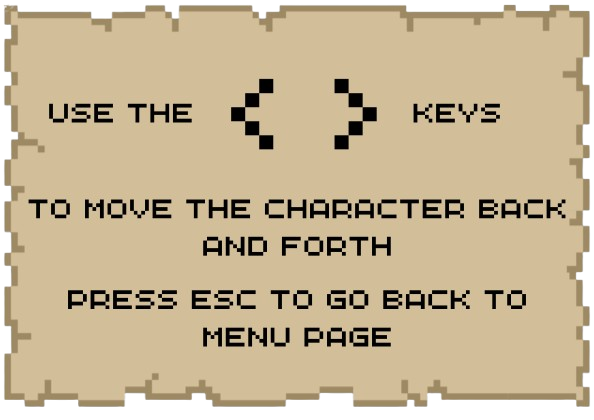 USE THE < > KEYS
TO MOVE THE CHARACTER BACK
AND FORTH
PRESS ESC TO GO BACK TO
MENU PAGE